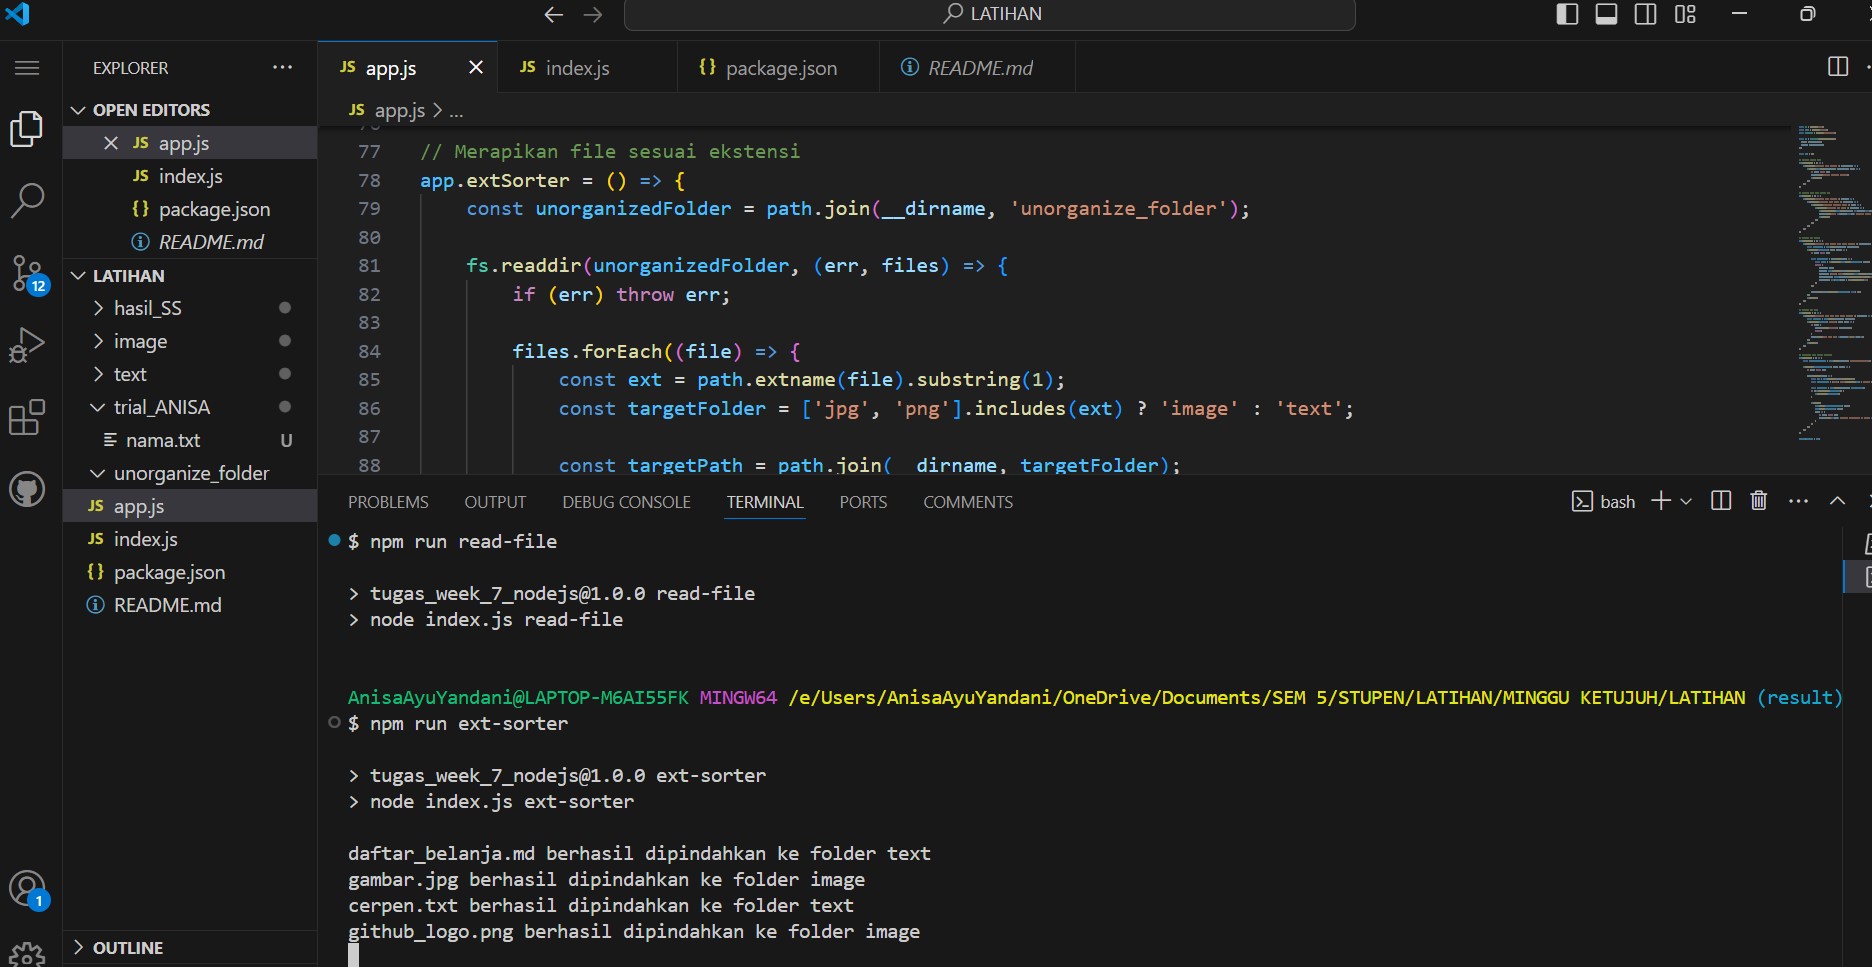 LATIHAN
EXPLORER
OPEN EDITORS
JS app.js
JS index.js
{} package.json
README.md
LATIHAN
hasil_SS
image
text
trial_ANISA
nama.txt U
unorganize_folder
JS app.js
JS index.js
{} package.json
README.md
OUTLINE
12
1
JS app.js
JS index.js
{} package.json
README.md
JS app.js > ...
77 // Merapikan file sesuai ekstensi
78 app.extSorter = () => {
79 const unorganizedFolder = path.join(__dirname, 'unorganize_folder');
80
81 fs.readdir(unorganizedFolder, (err, files) => {
82 if (err) throw err;
83
84 files.forEach((file) => {
85 const ext = path.extname(file).substring(1);
86 const targetFolder = ['jpg', 'png'].includes(ext) ? 'image' : 'text';
87
88 const targetPath = path.join(__dirname, targetFolder);
PROBLEMS OUTPUT DEBUG CONSOLE TERMINAL PORTS COMMENTS
bash
$ npm run read-file
> tugas_week_7_nodejs@1.0.0 read-file
> node index.js read-file
AnisaAyuYandani@LAPTOP-M6AI55FK MINGW64 /e/Users/AnisaAyuYandani/OneDrive/Documents/SEM 5/STUPEN/LATIHAN/MINGGU KETUJUH/LATIHAN (result)
$ npm run ext-sorter
> tugas_week_7_nodejs@1.0.0 ext-sorter
> node index.js ext-sorter
daftar_belanja.md berhasil dipindahkan ke folder text
gambar.jpg berhasil dipindahkan ke folder image
cerpen.txt berhasil dipindahkan ke folder text
github_logo.png berhasil dipindahkan ke folder image